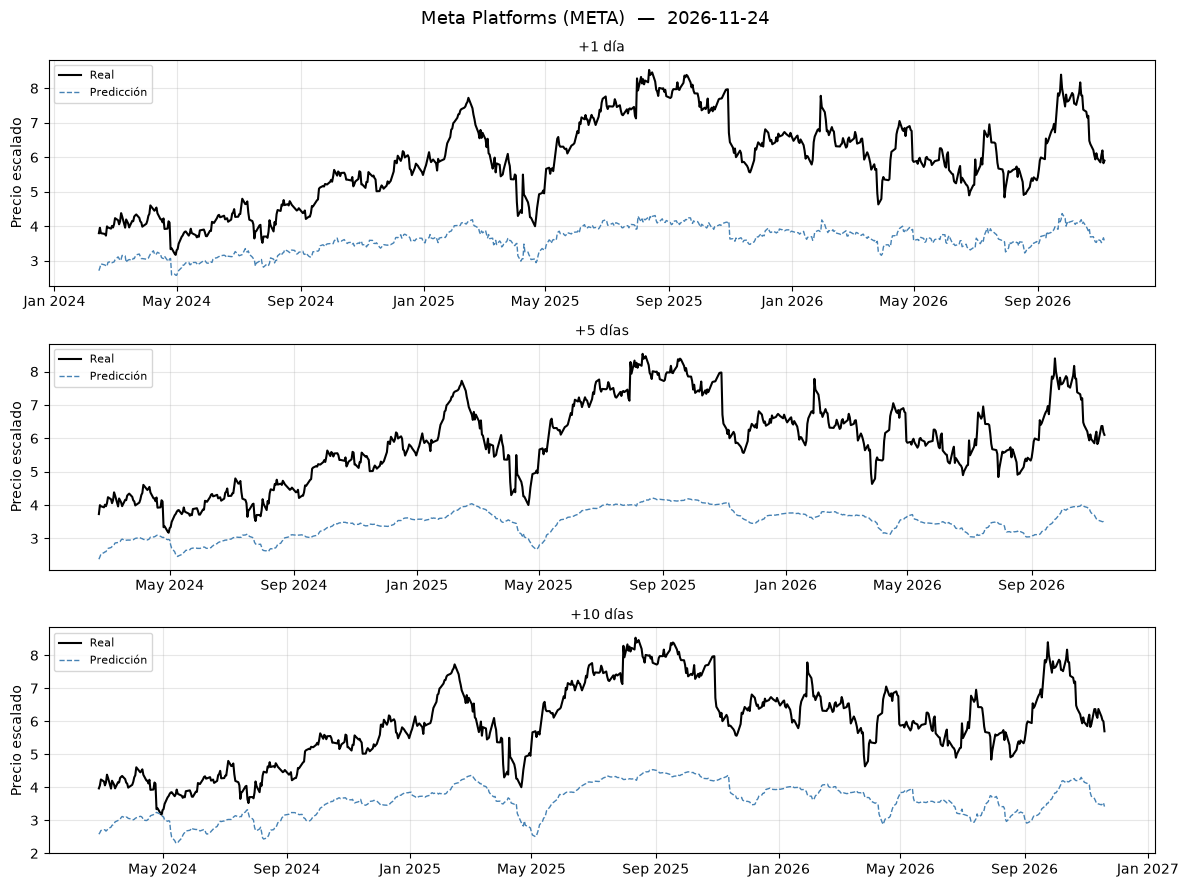 Meta Platforms (META) — 2026-11-24
+1 día
Precio escalado
8
7
6
5
4
3
Real
Predicción
Jan 2024 May 2024 Sep 2024 Jan 2025 May 2025 Sep 2025 Jan 2026 May 2026 Sep 2026
+5 días
Precio escalado
8
7
6
5
4
3
Real
Predicción
May 2024 Sep 2024 Jan 2025 May 2025 Sep 2025 Jan 2026 May 2026 Sep 2026
+10 días
Precio escalado
8
7
6
5
4
3
2
Real
Predicción
May 2024 Sep 2024 Jan 2025 May 2025 Sep 2025 Jan 2026 May 2026 Sep 2026 Jan 2027